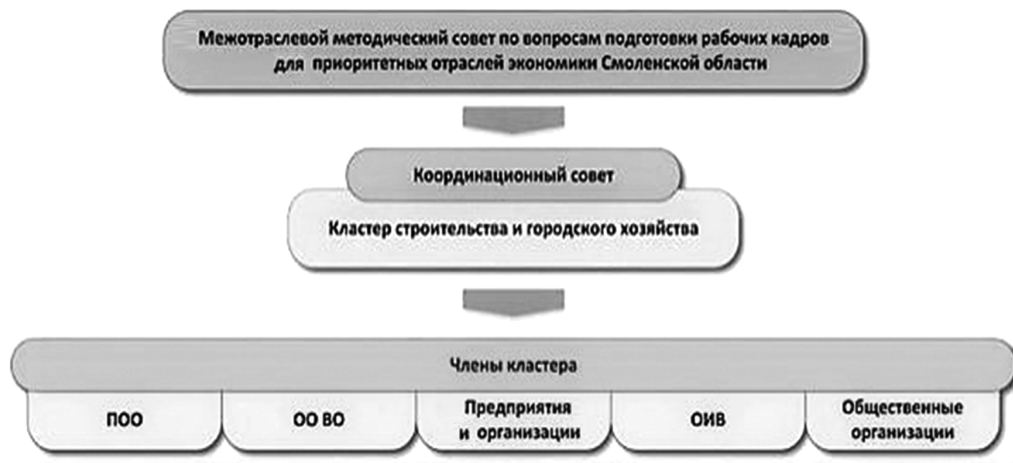 Межотраслевой методический совет по вопросам подготовки рабочих кадров
для приоритетных отраслей экономики Смоленской области
Координационный совет
Кластер строительства и городского хозяйства
Члены кластера
ПОО
ОО ВО
Предприятия
и организации
ОИВ
Общественные
организации